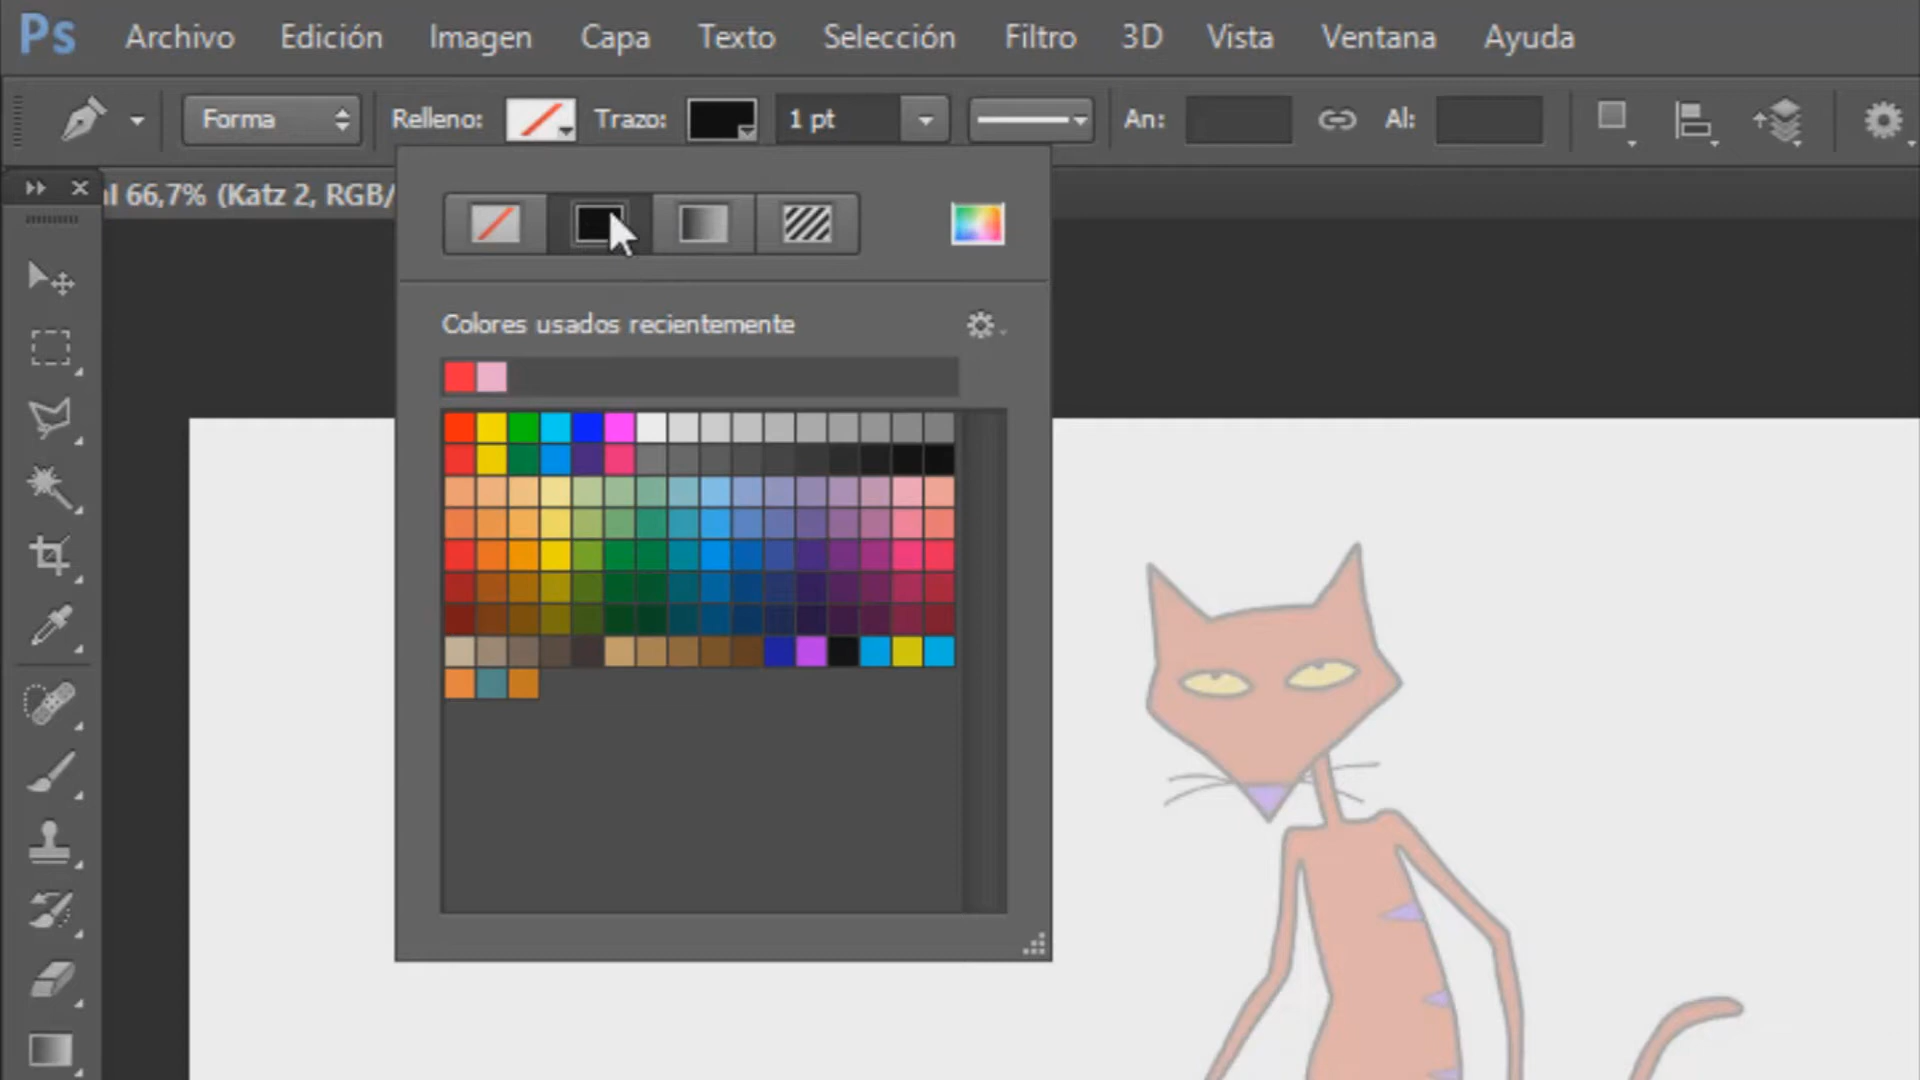 Ps Archivo Edición Imagen Capa Texto Selección Filtro 3D Vista Ventana Ayuda
Forma Relleno: Trazo: 1 pt An: Al:
al 66,7% (Katz 2, RGB/
Colores usados recientemente